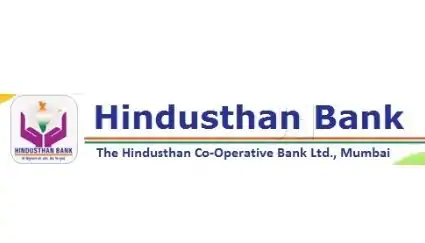 Hindusthan Bank
HINDUSTHAN BANK
The Hindusthan Co-Operative Bank Ltd., Mumbai